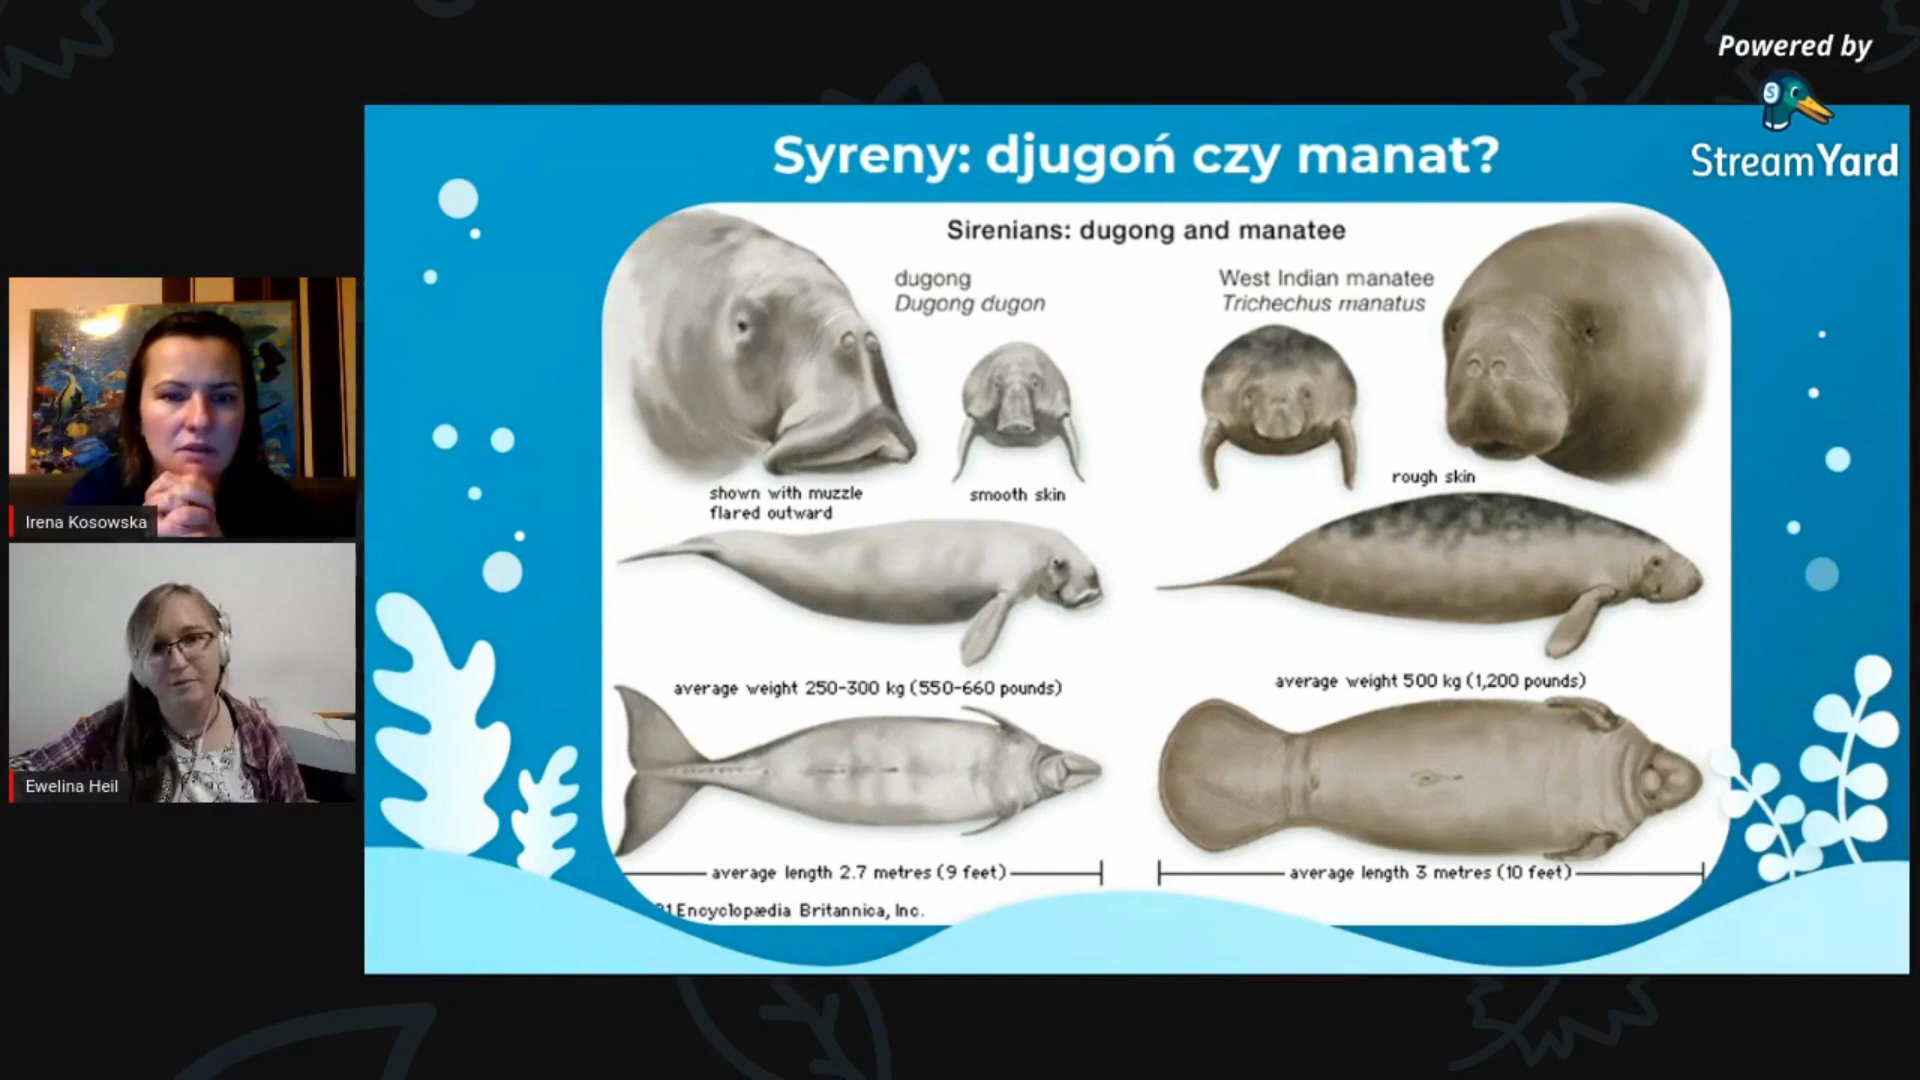 Powered by
StreamYard
Syreny: djugoń czy manat?
Sirenians: dugong and manatee
dugong
Dugong dugon
West Indian manatee
Trichechus manatus
shown with muzzle
flared outward
smooth skin
rough skin
average weight 250-300 kg (550-660 pounds)
average weight 500 kg (1,200 pounds)
average length 2.7 metres (9 feet)
average length 3 metres (10 feet)
1 Encyclopædia Britannica, Inc.
Irena Kosowska
Ewelina Heil